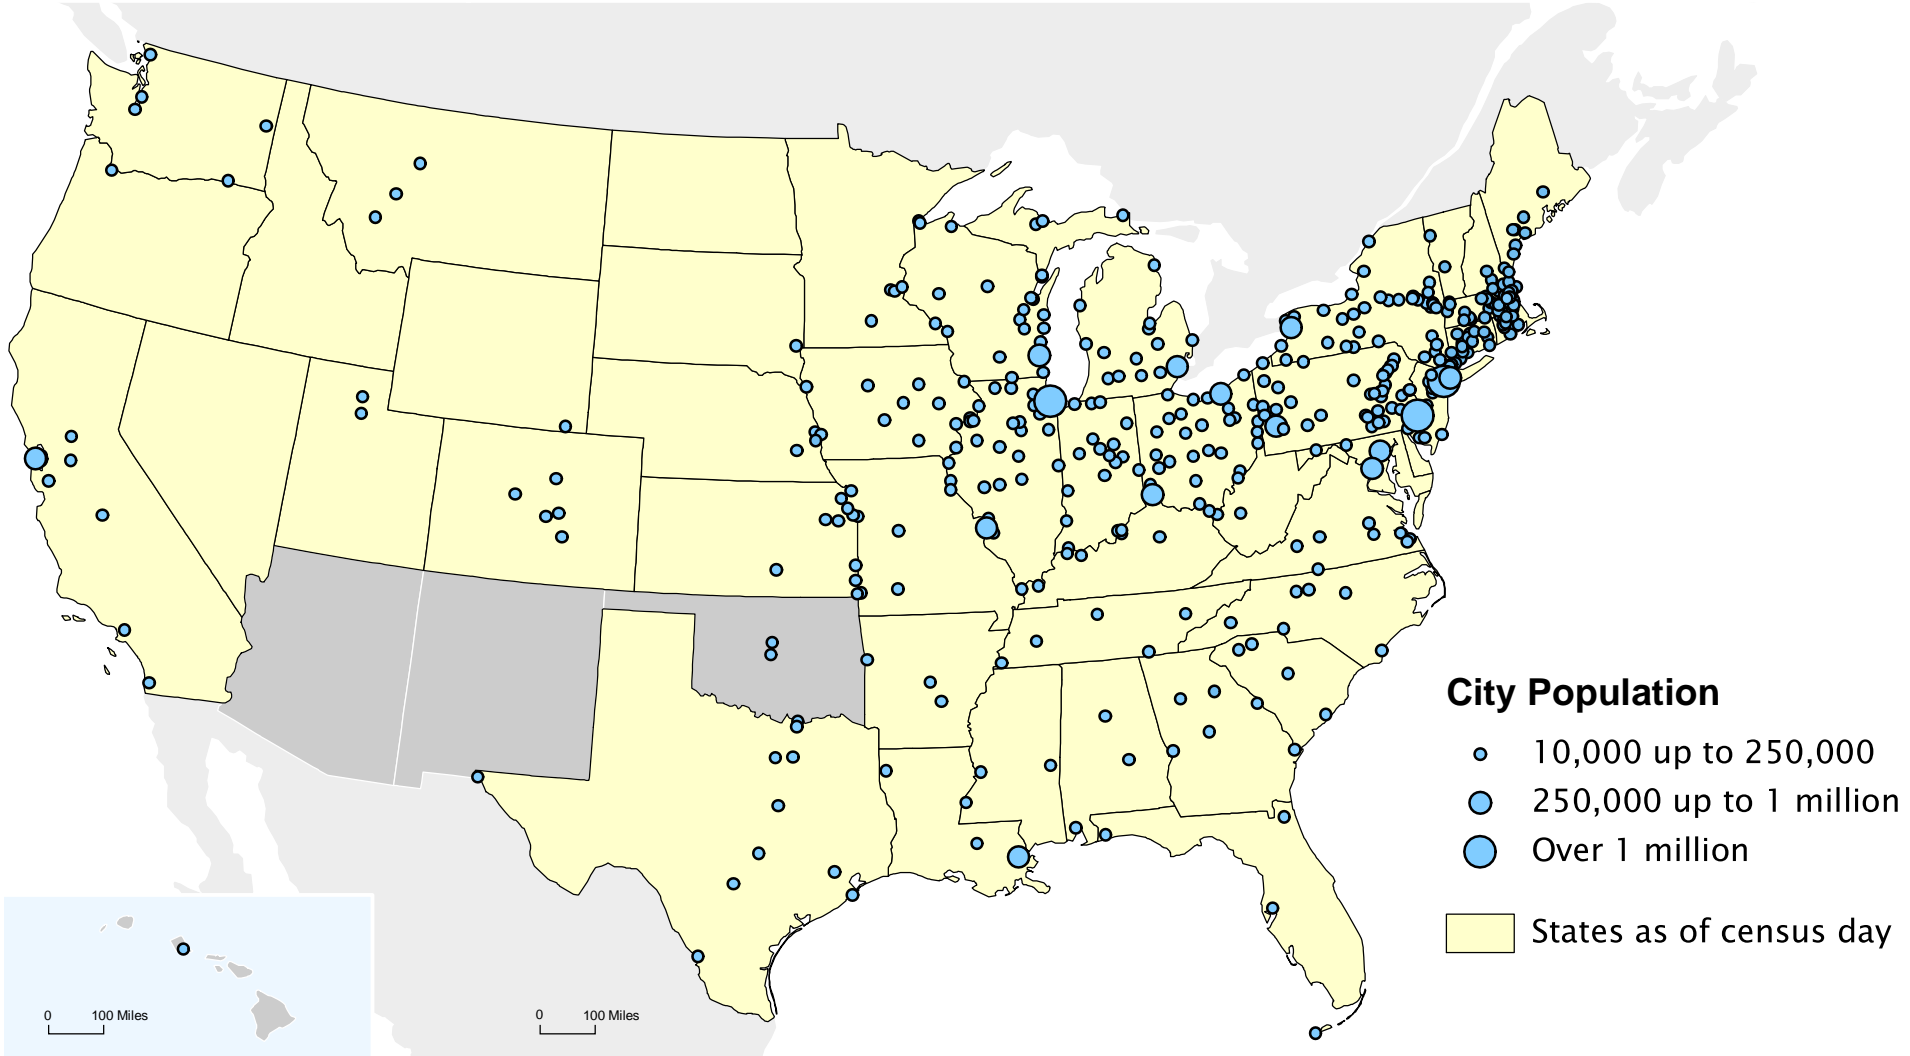 City Population
10,000 up to 250,000
250,000 up to 1 million
Over 1 million
States as of census day
0 100 Miles
0 100 Miles